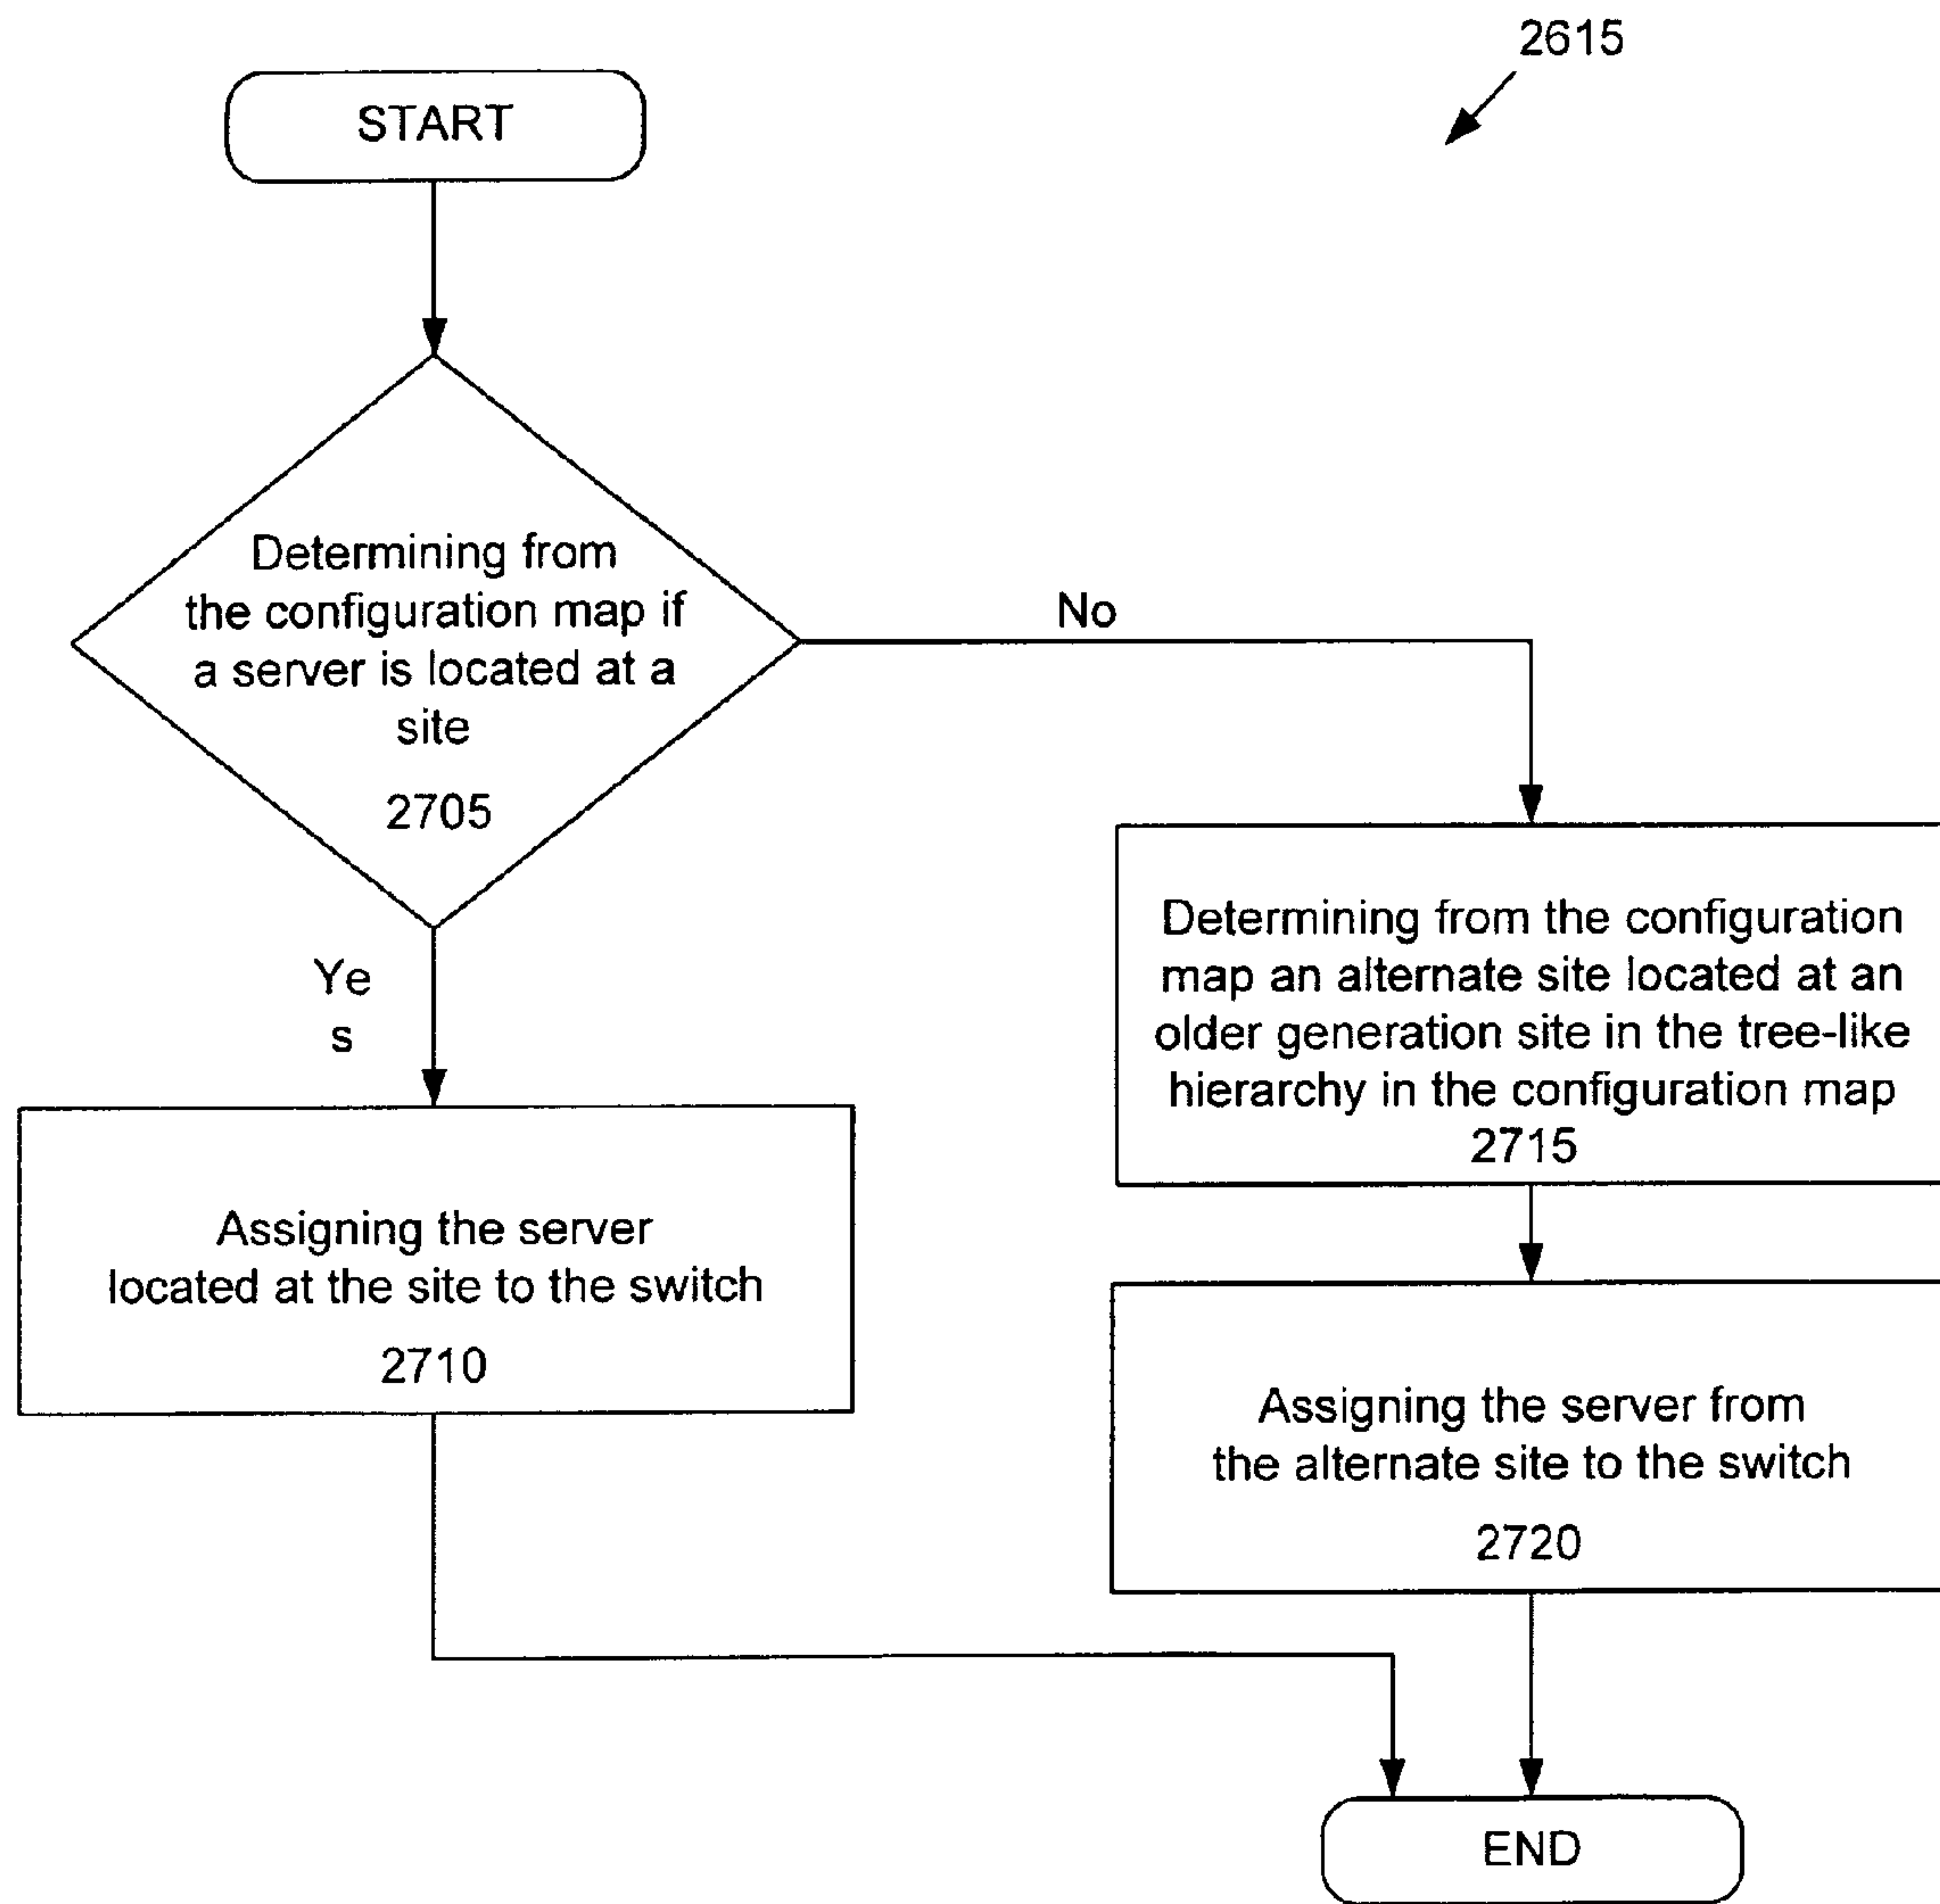 2615
START
Determining from
the configuration map if
a server is located at a
site
2705
No
Ye
s
Determining from the configuration
map an alternate site located at an
older generation site in the tree-like
hierarchy in the configuration map
2715
Assigning the server
located at the site to the switch
2710
Assigning the server from
the alternate site to the switch
2720
END